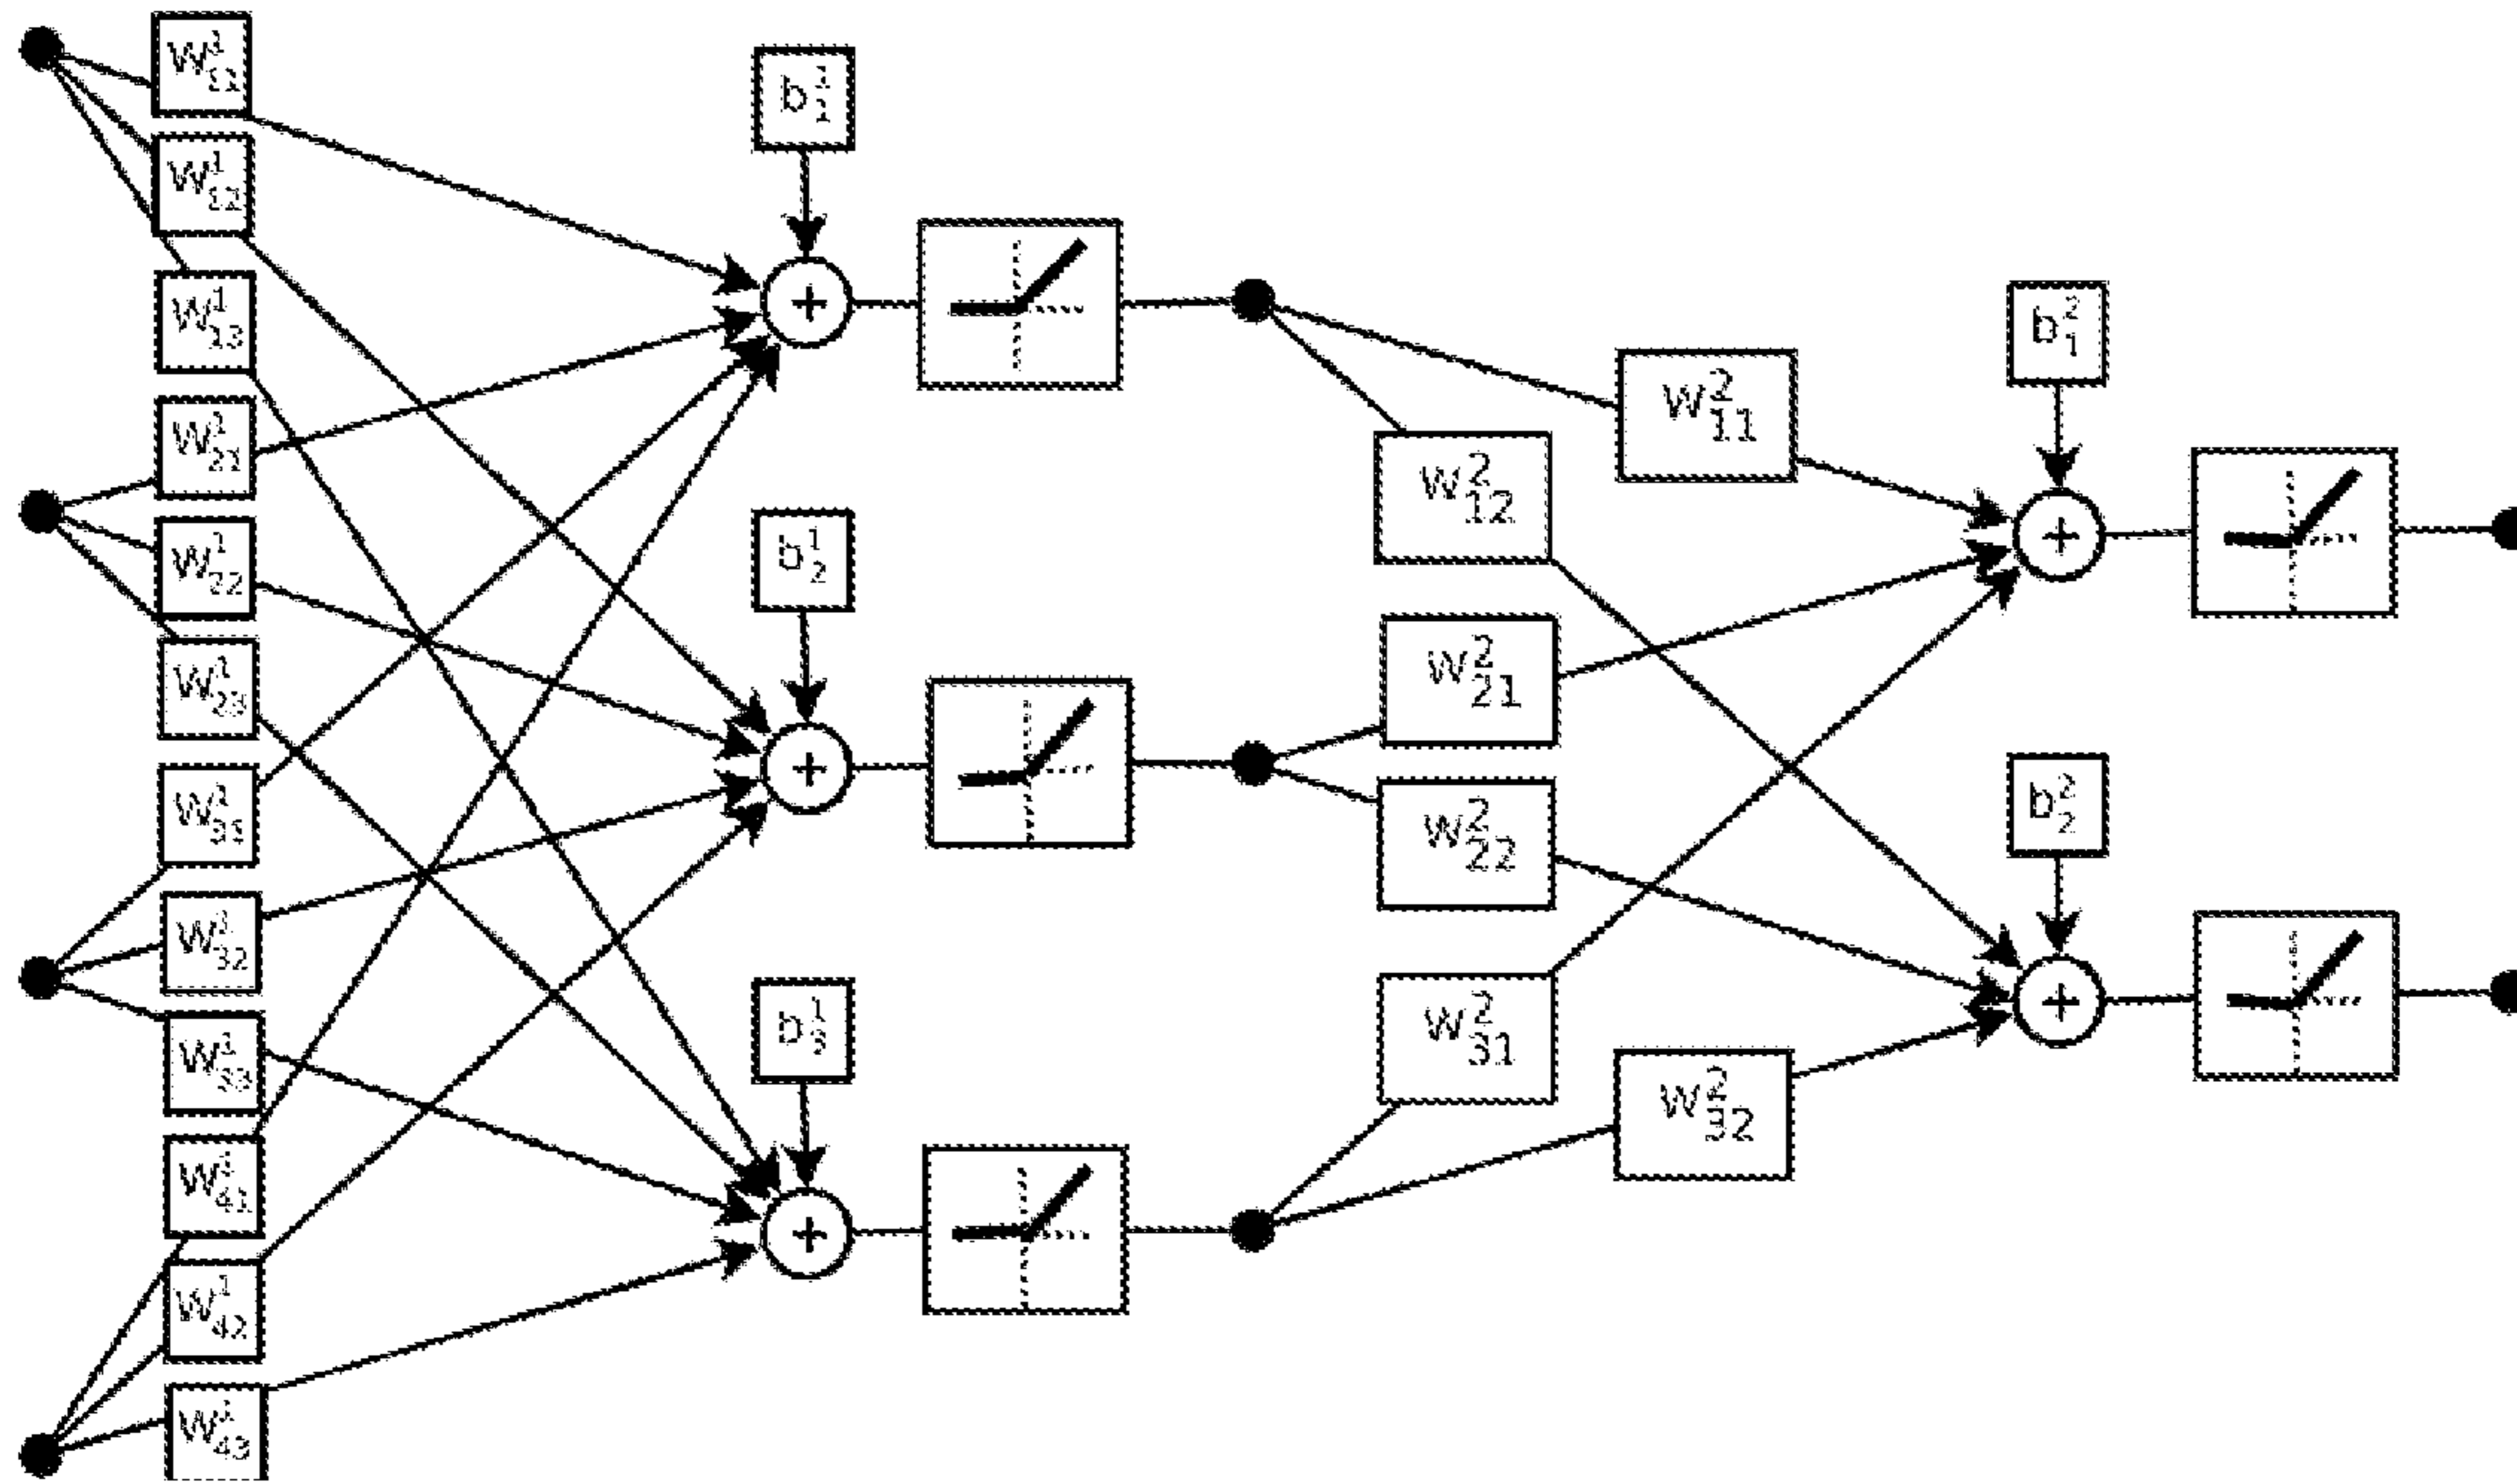 W¹₁₁
W¹₁₂
W¹₁₃
W¹₂₁
W¹₂₂
W¹₂₃
W¹₃₁
W¹₃₂
W¹₃₃
W¹₄₁
W¹₄₂
W¹₄₃
b¹₁
+
b¹₂
+
b¹₃
+
W²₁₁
W²₁₂
W²₂₁
W²₂₂
W²₃₁
W²₃₂
b²₁
+
b²₂
+